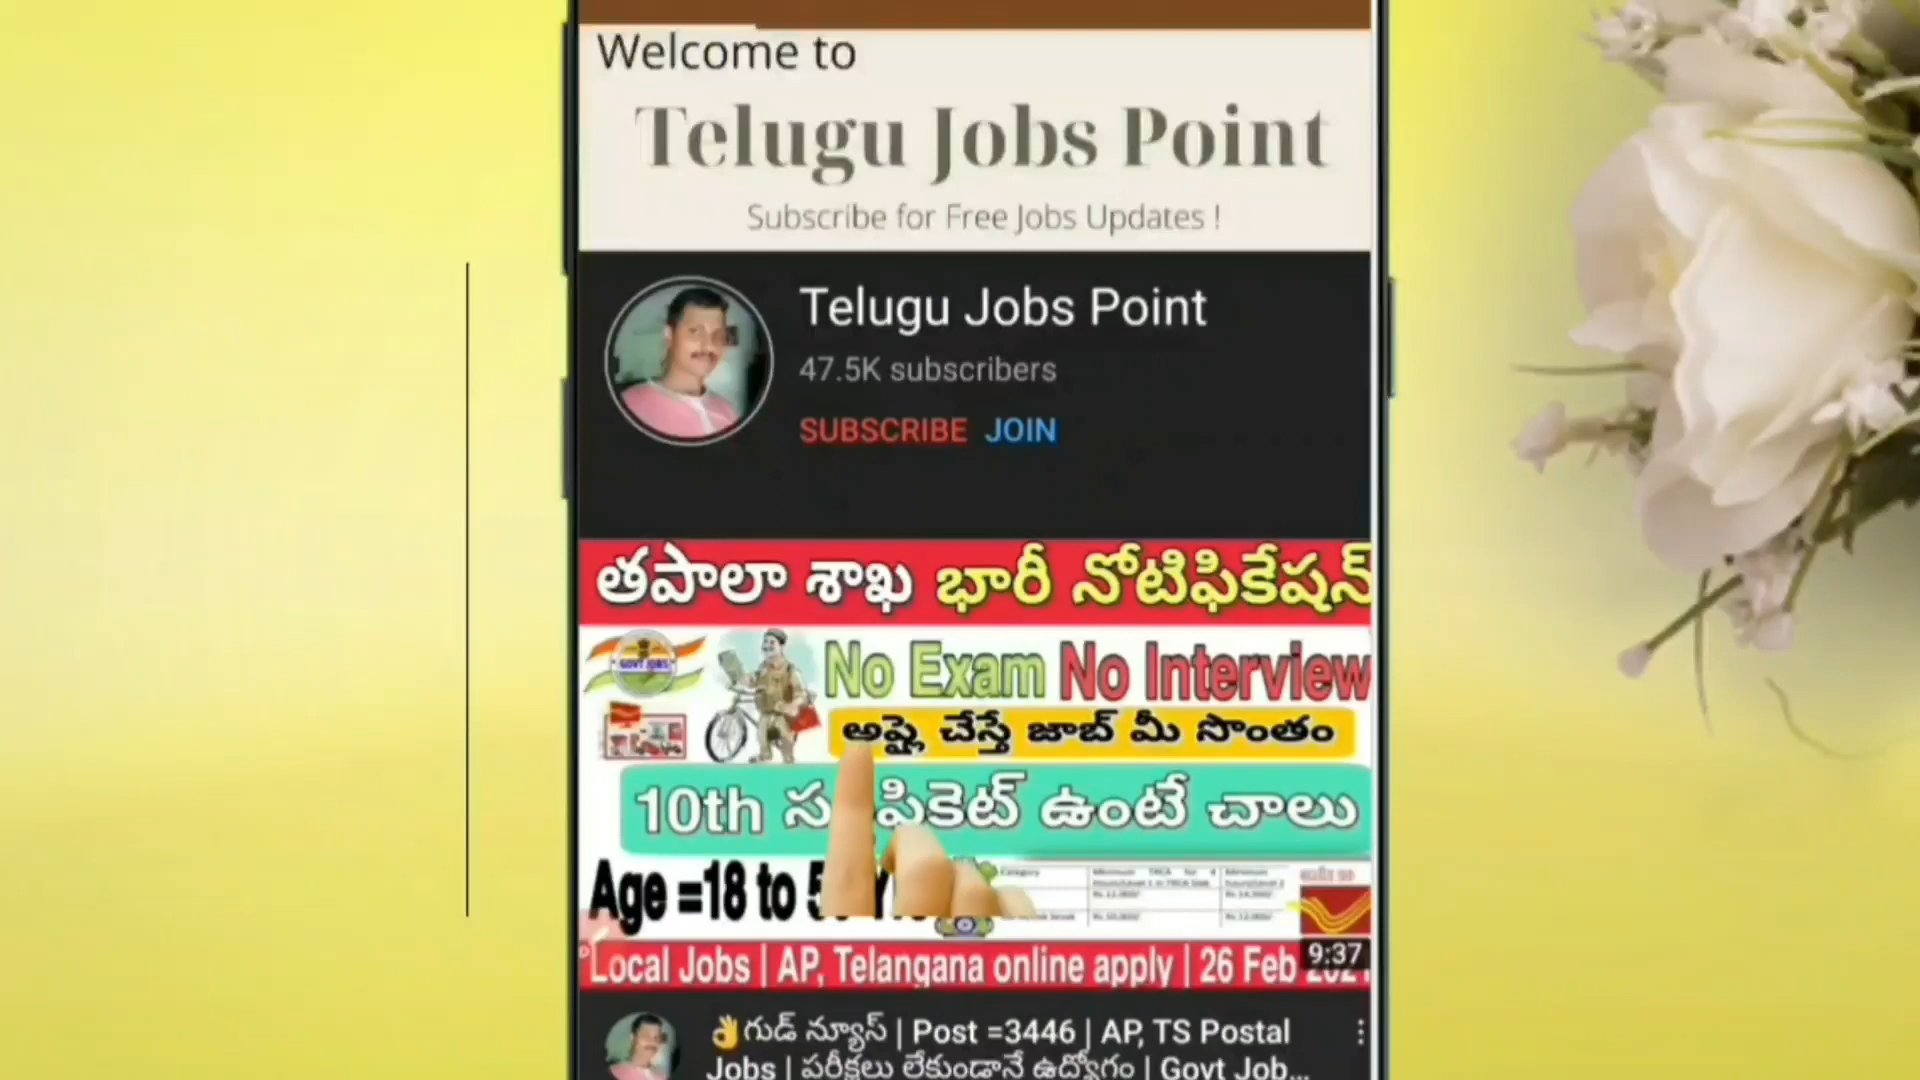 Welcome to
Telugu Jobs Point
Subscribe for Free Jobs Updates !
Telugu Jobs Point
47.5K subscribers
SUBSCRIBE JOIN
తపాలా శాఖ భారీ నోటిఫికేషన్
GOVT JOBS
No Exam No Interview
అప్లై చేస్తే జాబ్ మీ సొంతం
10th ఉంటే చాలు
Age =18 to
Local Jobs | AP, Telangana online apply | 26 Feb
9:37
👌గుడ్ న్యూస్ | Post =3446 | AP, TS Postal
Jobs | పరీక్షలు లేకుండానే ఉద్యోగం | Govt Job...